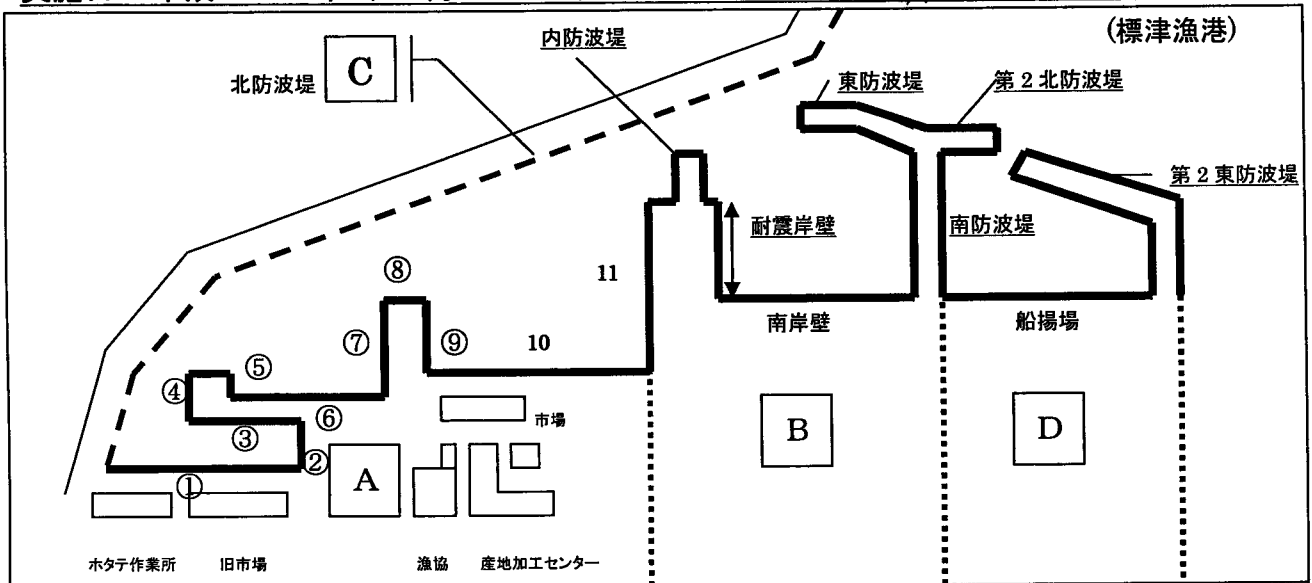 (標津漁港)
内防波堤
北防波堤
C
東防波堤
第2北防波堤
第2東防波堤
耐震岸壁
南防波堤
11
⑧
南岸壁
船揚場
⑦
⑨
10
⑤
④
⑥
市場
③
B
D
②
A
①
ホタテ作業所
旧市場
漁協
産地加工センター